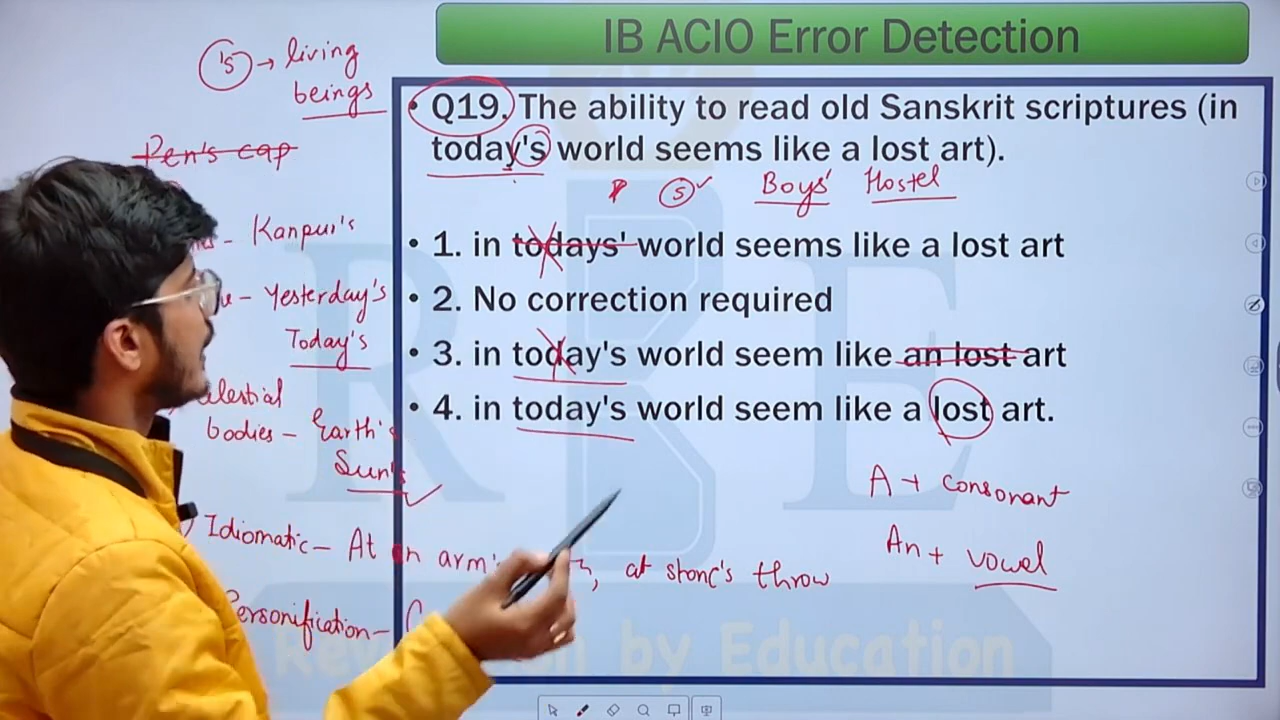 IB ACIO Error Detection
's → living
beings
Pen's cap
• Q19. The ability to read old Sanskrit scriptures (in
today's world seems like a lost art).
S ✓ Boys' Hostel
• 1. in todays' world seems like a lost art
• 2. No correction required
• 3. in today's world seem like an lost art
• 4. in today's world seem like a lost art.
- Kanpur's
- Yesterday's
Today's
bodies - Earth's
Sun's
A + consonant
An + vowel
Idiomatic - At an arm's , at stone's throw
Personification -
by Education